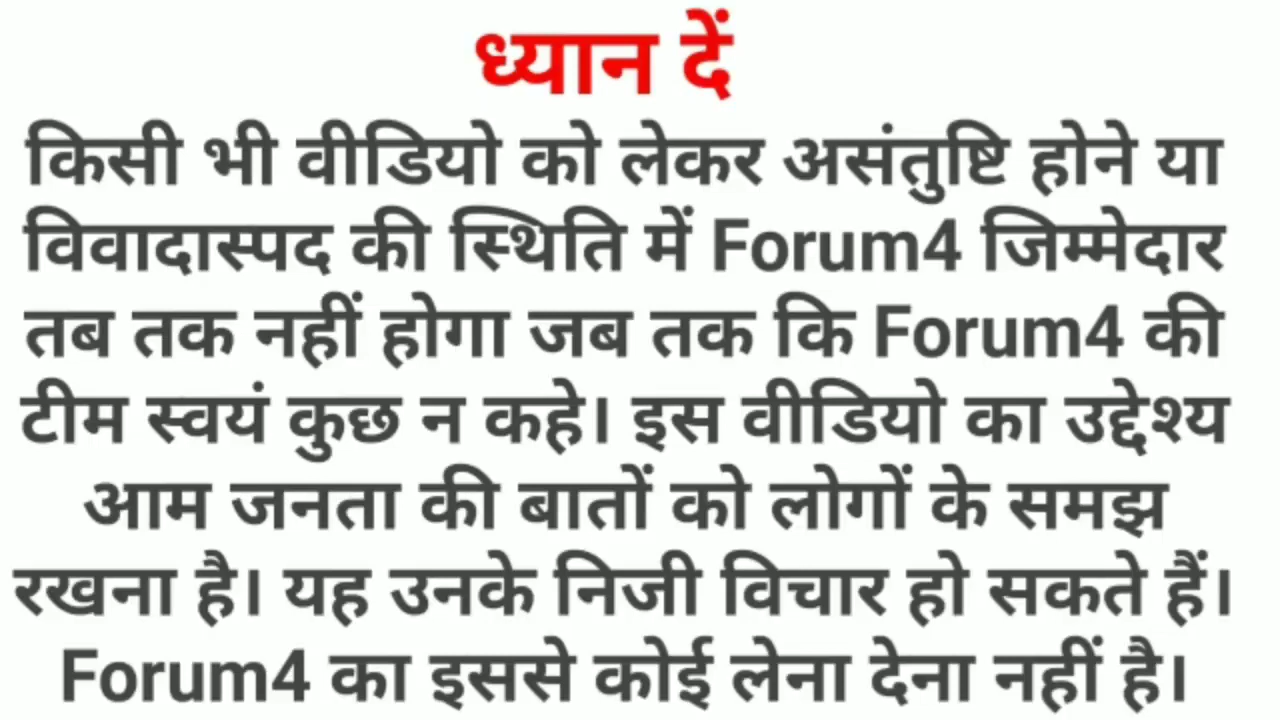 ध्यान दें
किसी भी वीडियो को लेकर असंतुष्टि होने या
विवादास्पद की स्थिति में Forum4 जिम्मेदार
तब तक नहीं होगा जब तक कि Forum4 की
टीम स्वयं कुछ न कहे। इस वीडियो का उद्देश्य
आम जनता की बातों को लोगों के समझ
रखना है। यह उनके निजी विचार हो सकते हैं।
Forum4 का इससे कोई लेना देना नहीं है।